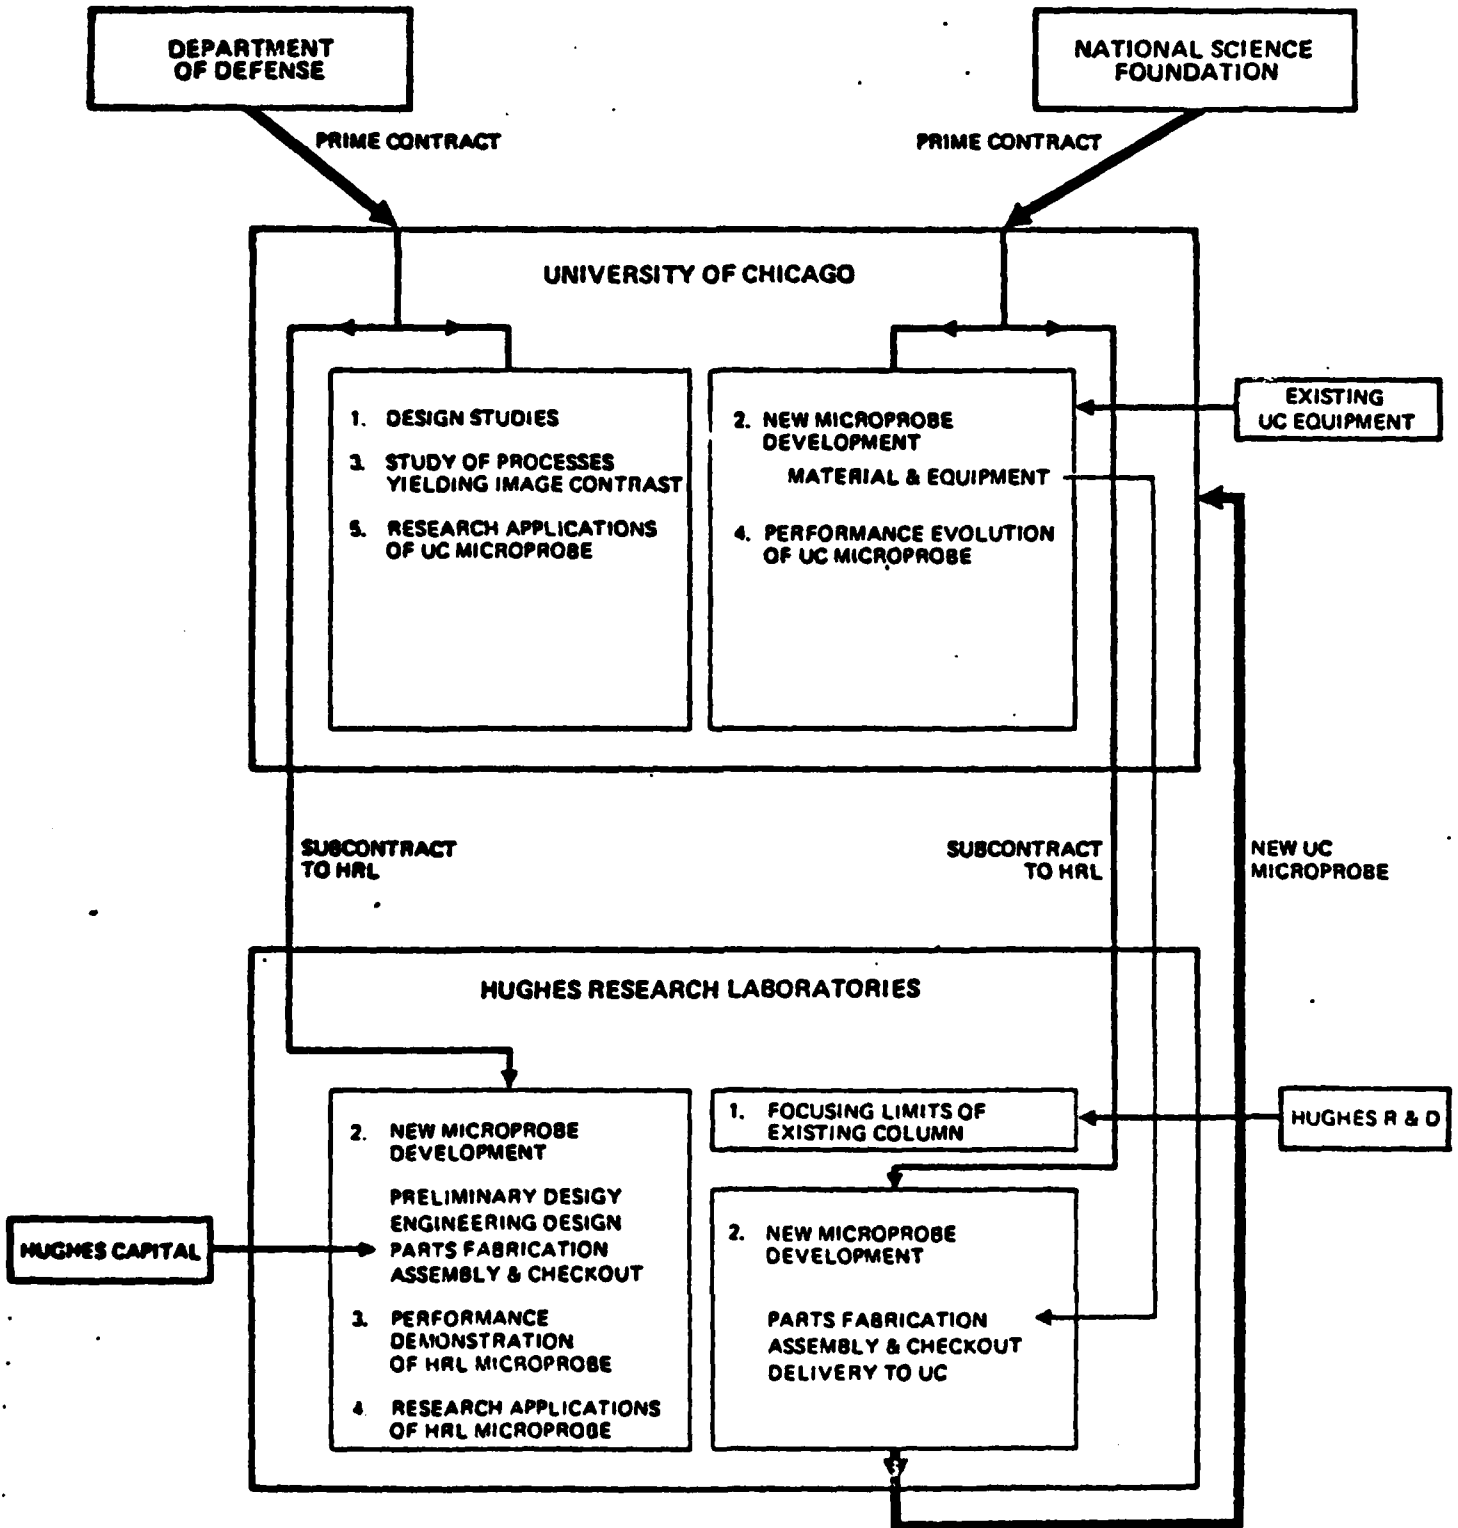 DEPARTMENT
OF DEFENSE
NATIONAL SCIENCE
FOUNDATION
PRIME CONTRACT
PRIME CONTRACT
UNIVERSITY OF CHICAGO
1. DESIGN STUDIES
3. STUDY OF PROCESSES
YIELDING IMAGE CONTRAST
5. RESEARCH APPLICATIONS
OF UC MICROPROBE
2. NEW MICROPROBE
DEVELOPMENT
MATERIAL & EQUIPMENT
4. PERFORMANCE EVOLUTION
OF UC MICROPROBE
EXISTING
UC EQUIPMENT
SUBCONTRACT
TO HRL
SUBCONTRACT
TO HRL
NEW UC
MICROPROBE
HUGHES RESEARCH LABORATORIES
2. NEW MICROPROBE
DEVELOPMENT
PRELIMINARY DESIGY
ENGINEERING DESIGN
PARTS FABRICATION
ASSEMBLY & CHECKOUT
3. PERFORMANCE
DEMONSTRATION
OF HRL MICROPROBE
4. RESEARCH APPLICATIONS
OF HRL MICROPROBE
1. FOCUSING LIMITS OF
EXISTING COLUMN
HUGHES R & D
2. NEW MICROPROBE
DEVELOPMENT
PARTS FABRICATION
ASSEMBLY & CHECKOUT
DELIVERY TO UC
HUGHES CAPITAL